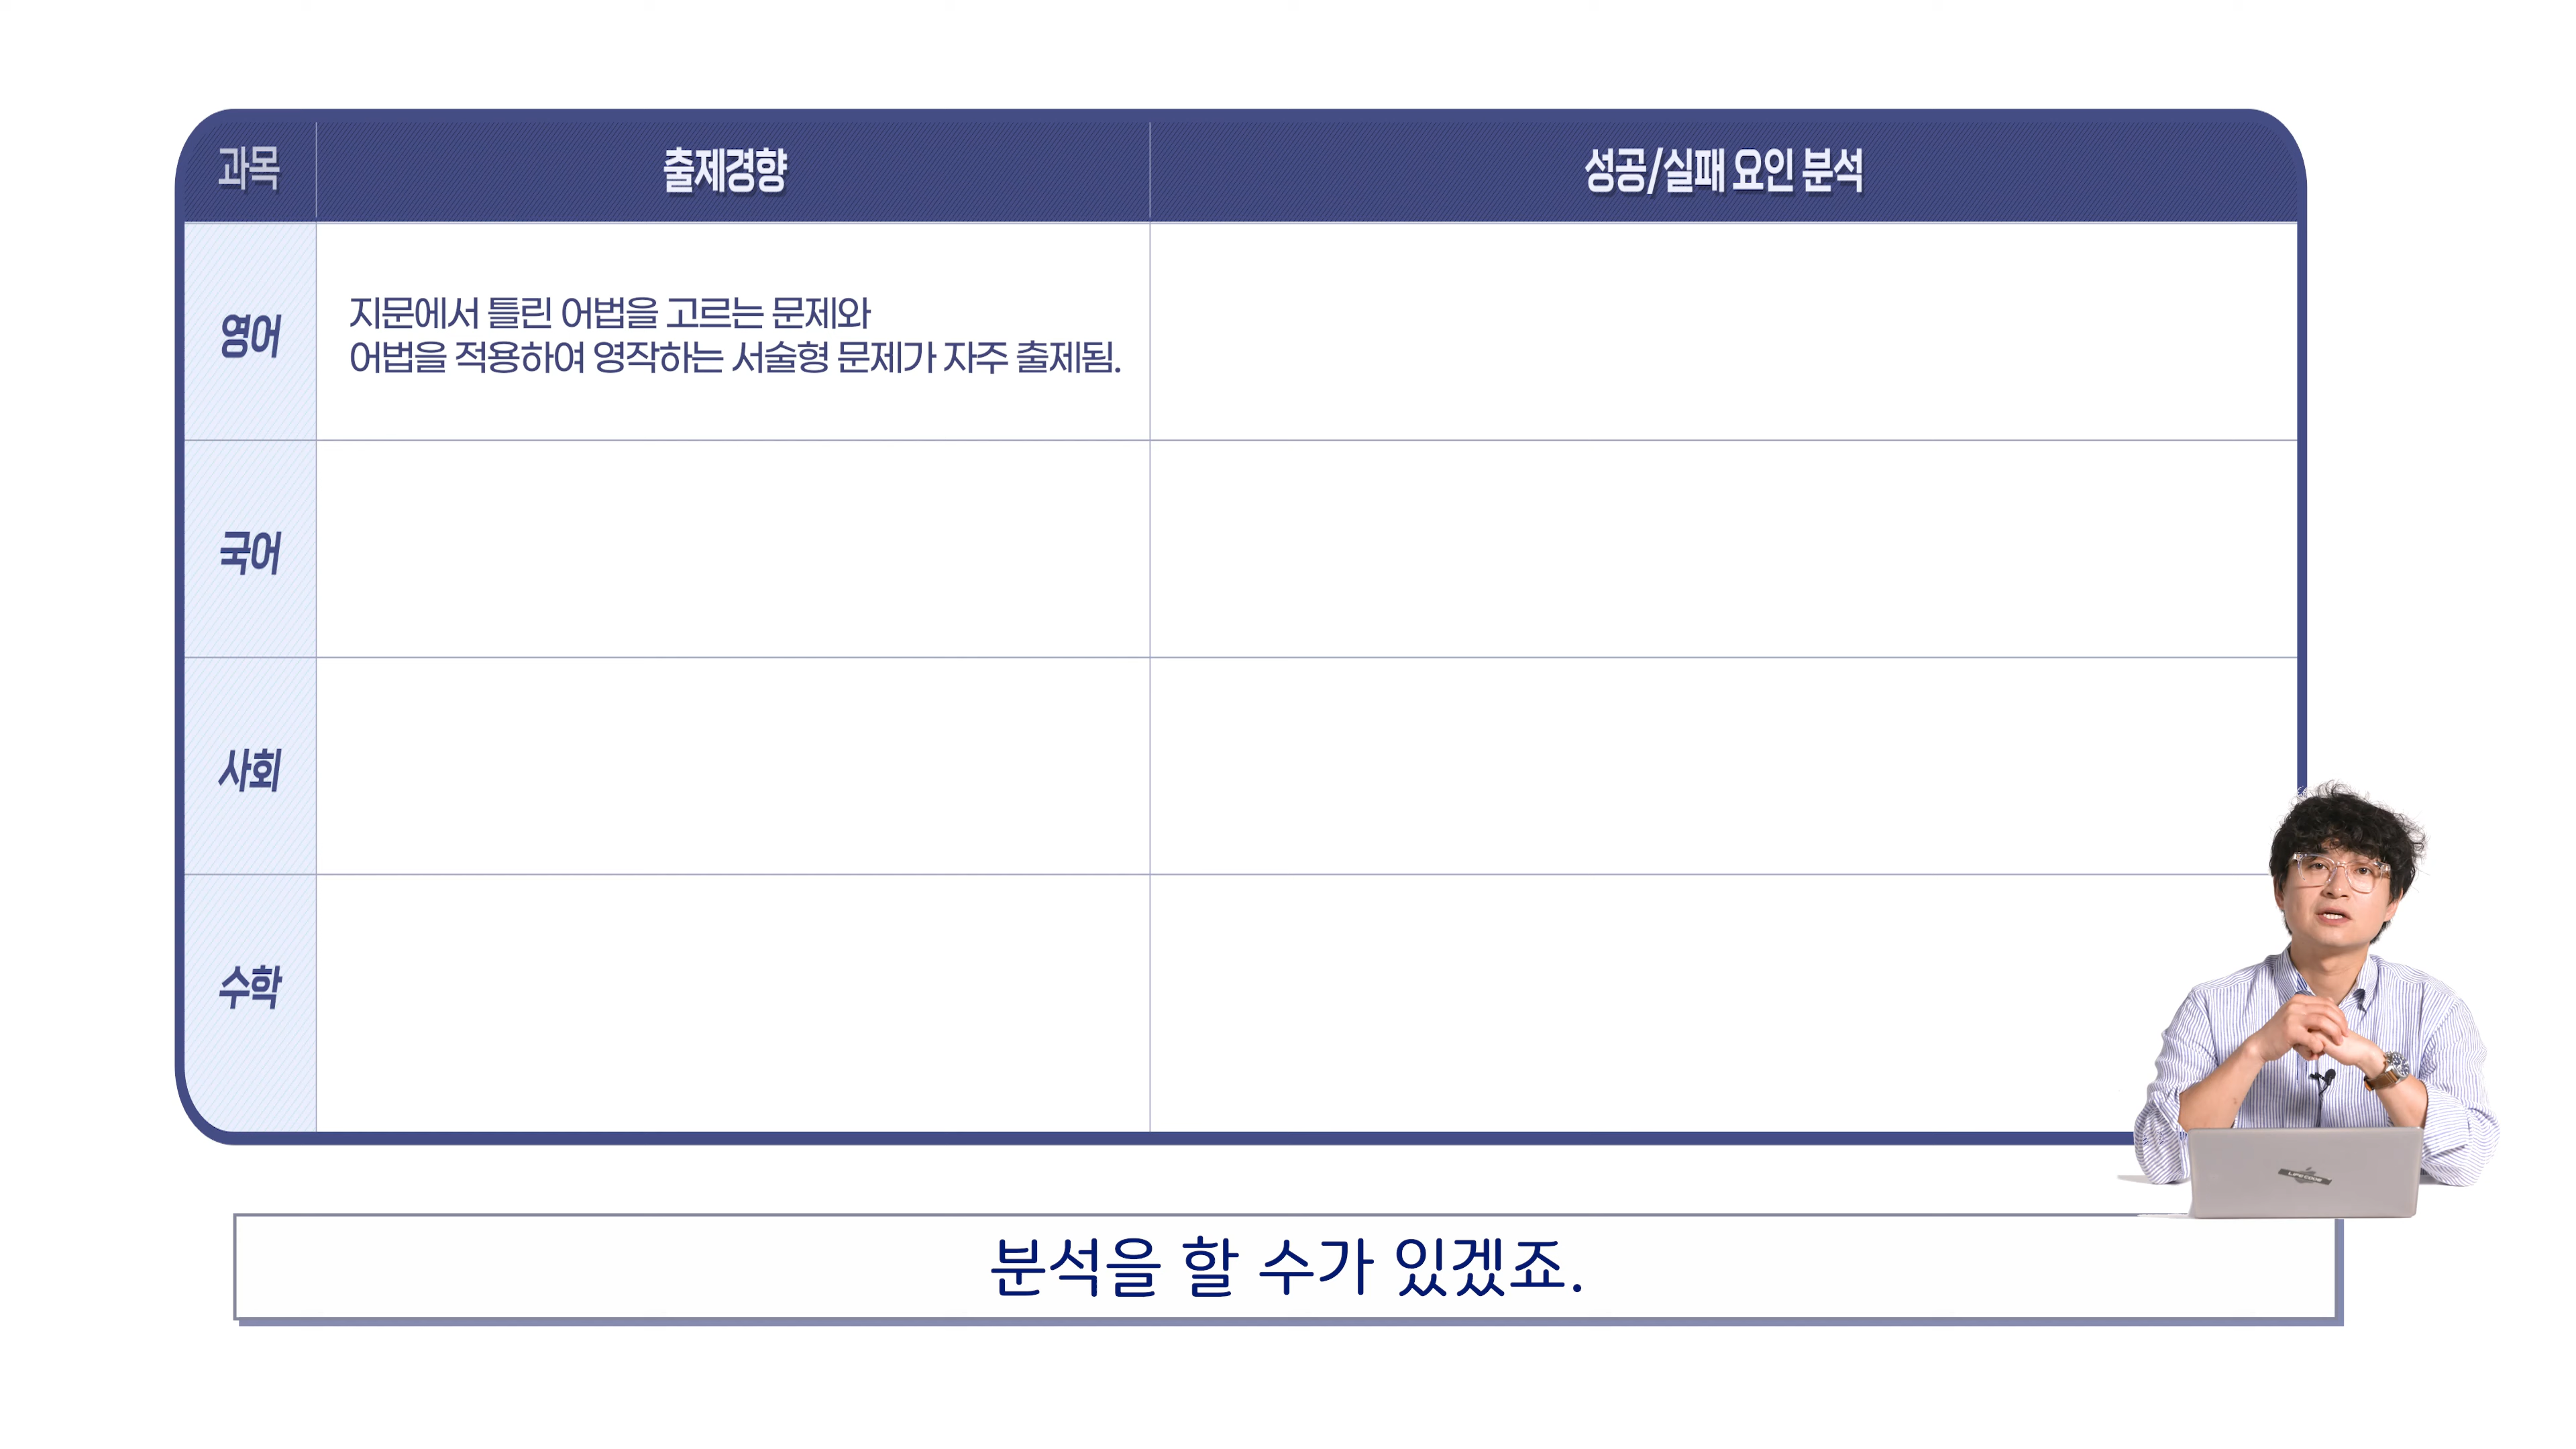 과목
출제경향
성공/실패 요인 분석
영어
지문에서 틀린 어법을 고르는 문제와
어법을 적용하여 영작하는 서술형 문제가 자주 출제됨.
국어
사회
수학
분석을 할 수가 있겠죠.